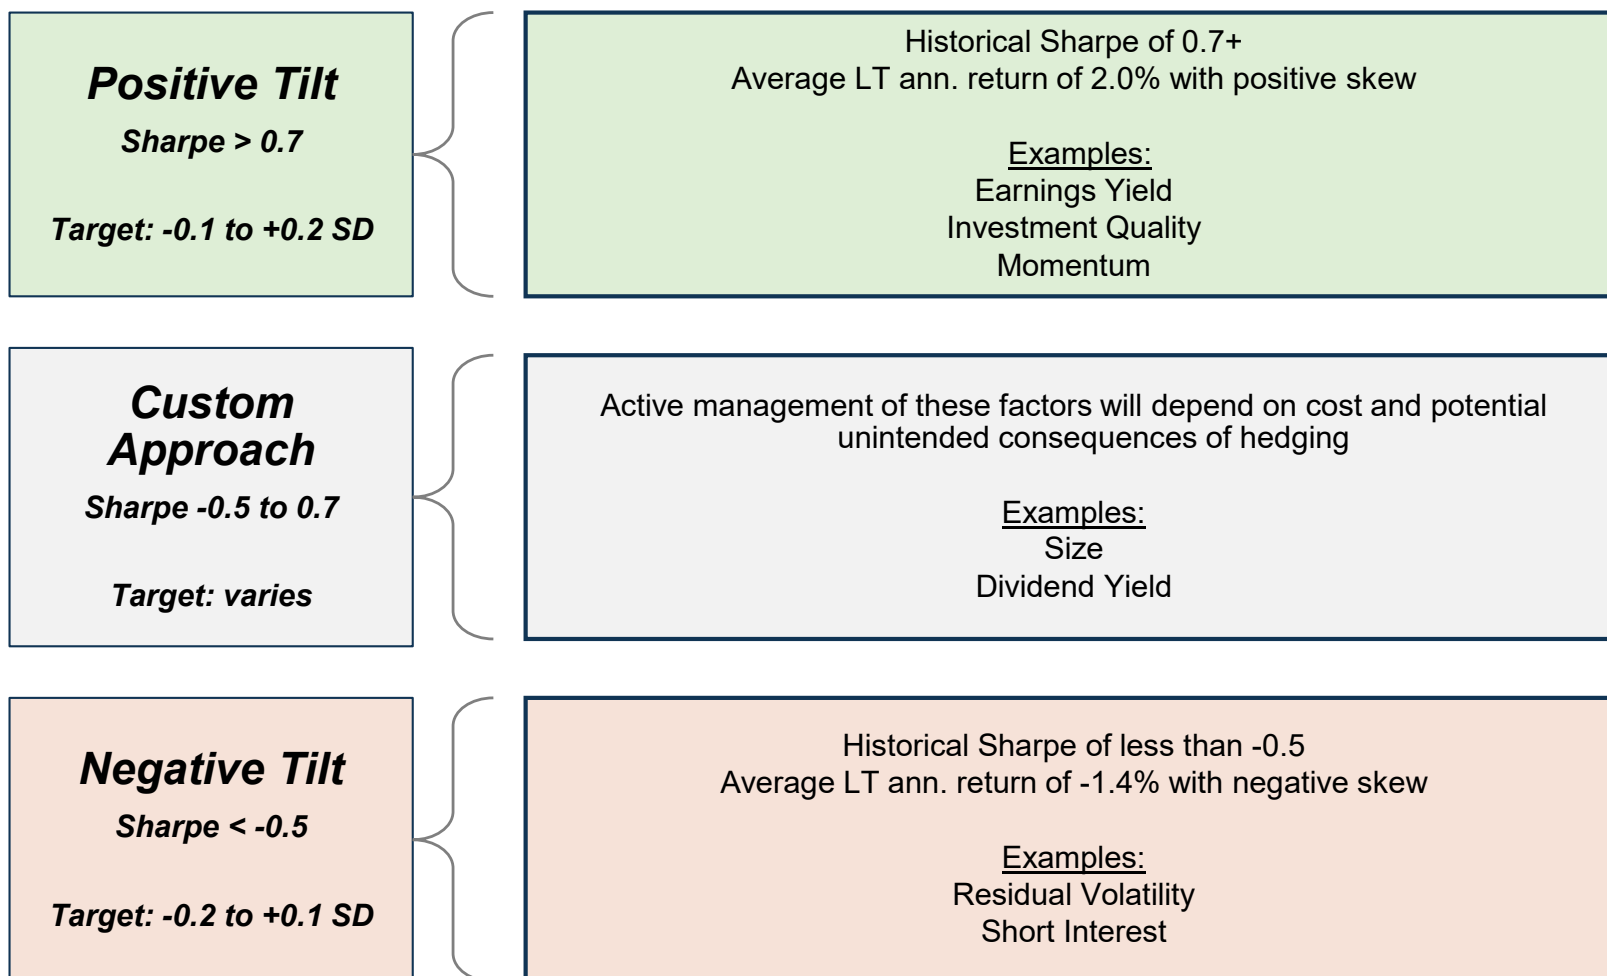 Positive Tilt
Sharpe > 0.7
Target: -0.1 to +0.2 SD
Historical Sharpe of 0.7+
Average LT ann. return of 2.0% with positive skew
Examples:
Earnings Yield
Investment Quality
Momentum
Custom
Approach
Sharpe -0.5 to 0.7
Target: varies
Active management of these factors will depend on cost and potential
unintended consequences of hedging
Examples:
Size
Dividend Yield
Negative Tilt
Sharpe < -0.5
Target: -0.2 to +0.1 SD
Historical Sharpe of less than -0.5
Average LT ann. return of -1.4% with negative skew
Examples:
Residual Volatility
Short Interest